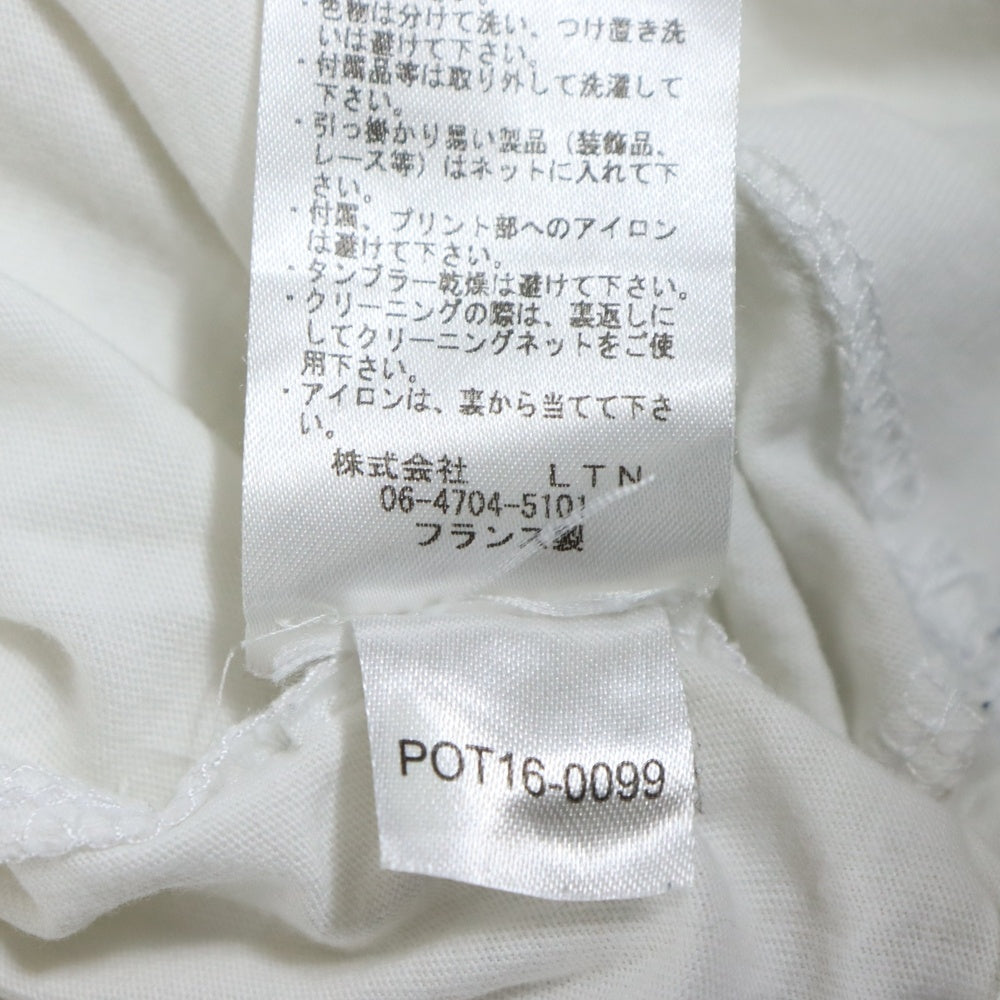 ・色物は分けて洗い、つけ置き洗
いは避けて下さい。
・付属品等は取り外して洗濯して
下さい。
・引っ掛かり易い製品（装飾品、
レース等）はネットに入れて下
さい。
・付属、プリント部へのアイロン
は避けて下さい。
・タンブラー乾燥は避けて下さい。
・クリーニングの際は、裏返しに
してクリーニングネットをご使
用下さい。
・アイロンは、裏から当てて下さ
い。
株式会社　ＬＴＮ
06-4704-5101
フランス製
POT16-0099